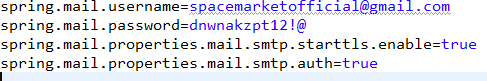 spring.mail.username=spacemarketofficial@gmail.com
spring.mail.password=dnwnakzpt12!@
spring.mail.properties.mail.smtp.starttls.enable=true
spring.mail.properties.mail.smtp.auth=true